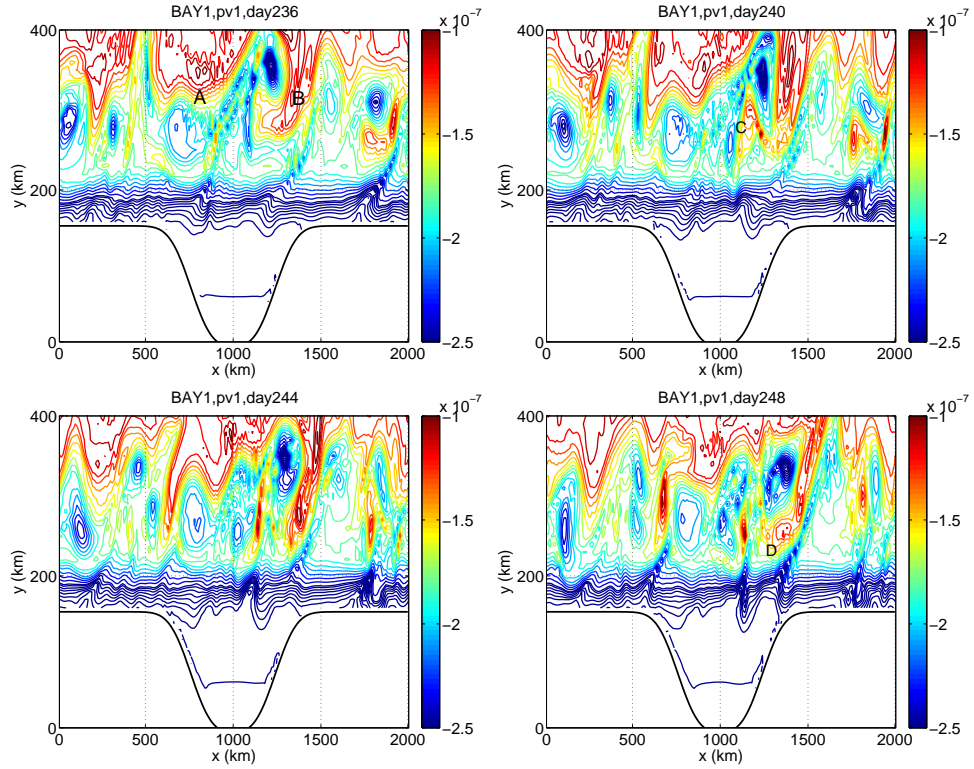 BAY1,pv1,day236
x 10⁻⁷
400
200
0
y (km)
A
B
0 500 1000 1500 2000
x (km)
−1
−1.5
−2
−2.5
BAY1,pv1,day240
x 10⁻⁷
400
200
0
y (km)
C
0 500 1000 1500 2000
x (km)
−1
−1.5
−2
−2.5
BAY1,pv1,day244
x 10⁻⁷
400
200
0
y (km)
0 500 1000 1500 2000
x (km)
−1
−1.5
−2
−2.5
BAY1,pv1,day248
x 10⁻⁷
400
200
0
y (km)
D
0 500 1000 1500 2000
x (km)
−1
−1.5
−2
−2.5